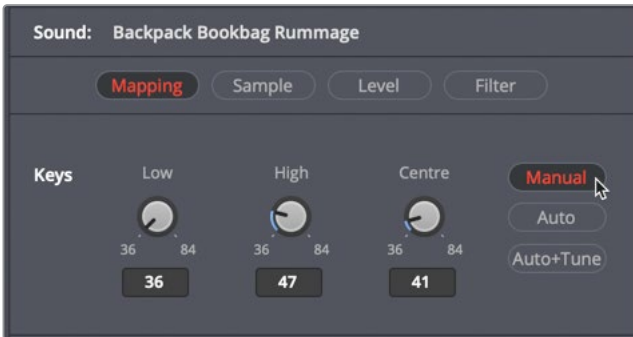 Sound: Backpack Bookbag Rummage
Mapping Sample Level Filter
Keys Low High Centre Manual
Auto
36 84 36 84 36 84
Auto+Tune
36 47 41